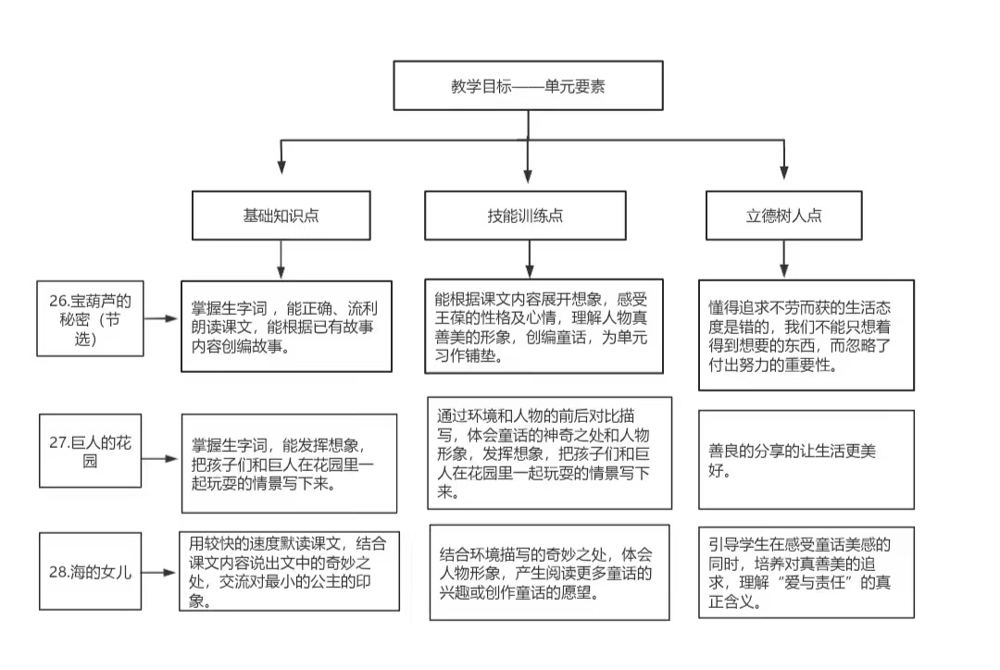 教学目标——单元要素
基础知识点
技能训练点
立德树人点
26.宝葫芦的
秘密（节
选）
掌握生字词 ，能正确、流利
朗读课文，能根据已有故事
内容创编故事。
能根据课文内容展开想象，感受
王葆的性格及心情，理解人物真
善美的形象，创编童话，为单元
习作铺垫。
懂得追求不劳而获的生活态
度是错的，我们不能只想着
得到想要的东西，而忽略了
付出努力的重要性。
27.巨人的花
园
掌握生字词，能发挥想象，
把孩子们和巨人在花园里一
起玩耍的情景写下来。
通过环境和人物的前后对比描
写，体会童话的神奇之处和人物
形象，发挥想象，把孩子们和巨
人在花园里一起玩耍的情景写下
来。
善良的分享的让生活更美
好。
28.海的女儿
用较快的速度默读课文，结合
课文内容说出文中的奇妙之
处，交流对最小的公主的印
象。
结合环境描写的奇妙之处，体会
人物形象，产生阅读更多童话的
兴趣或创作童话的愿望。
引导学生在感受童话美感的
同时，培养对真善美的追
求，理解“爱与责任”的真
正含义。